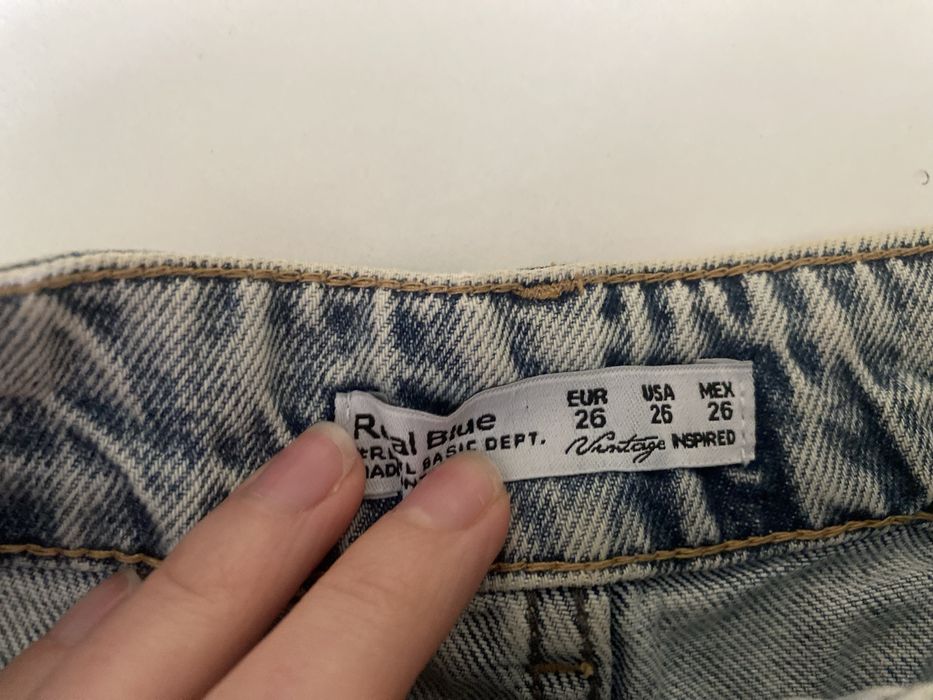 Blue
EUR USA MEX
26 26 26
BASIC DEPT.
Vintage INSPIRED